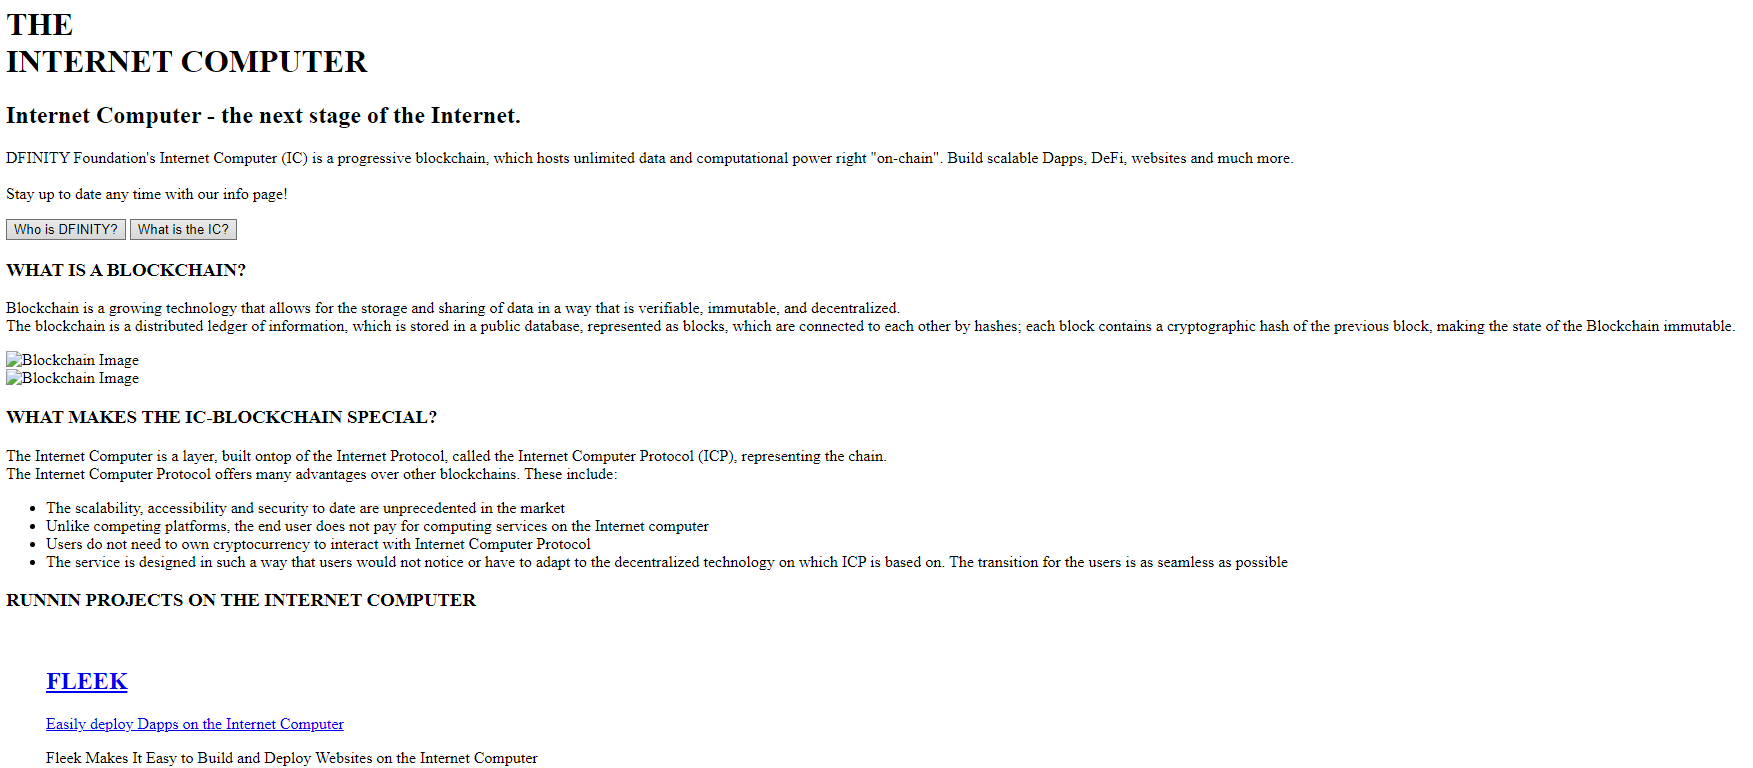 THE
INTERNET COMPUTER
Internet Computer - the next stage of the Internet.
DFINITY Foundation's Internet Computer (IC) is a progressive blockchain, which hosts unlimited data and computational power right "on-chain". Build scalable Dapps, DeFi, websites and much more.
Stay up to date any time with our info page!
Who is DFINITY? What is the IC?
WHAT IS A BLOCKCHAIN?
Blockchain is a growing technology that allows for the storage and sharing of data in a way that is verifiable, immutable, and decentralized.
The blockchain is a distributed ledger of information, which is stored in a public database, represented as blocks, which are connected to each other by hashes; each block contains a cryptographic hash of the previous block, making the state of the Blockchain immutable.
Blockchain Image
Blockchain Image
WHAT MAKES THE IC-BLOCKCHAIN SPECIAL?
The Internet Computer is a layer, built ontop of the Internet Protocol, called the Internet Computer Protocol (ICP), representing the chain.
The Internet Computer Protocol offers many advantages over other blockchains. These include:
• The scalability, accessibility and security to date are unprecedented in the market
• Unlike competing platforms, the end user does not pay for computing services on the Internet computer
• Users do not need to own cryptocurrency to interact with Internet Computer Protocol
• The service is designed in such a way that users would not notice or have to adapt to the decentralized technology on which ICP is based on. The transition for the users is as seamless as possible
RUNNIN PROJECTS ON THE INTERNET COMPUTER
FLEEK
Easily deploy Dapps on the Internet Computer
Fleek Makes It Easy to Build and Deploy Websites on the Internet Computer